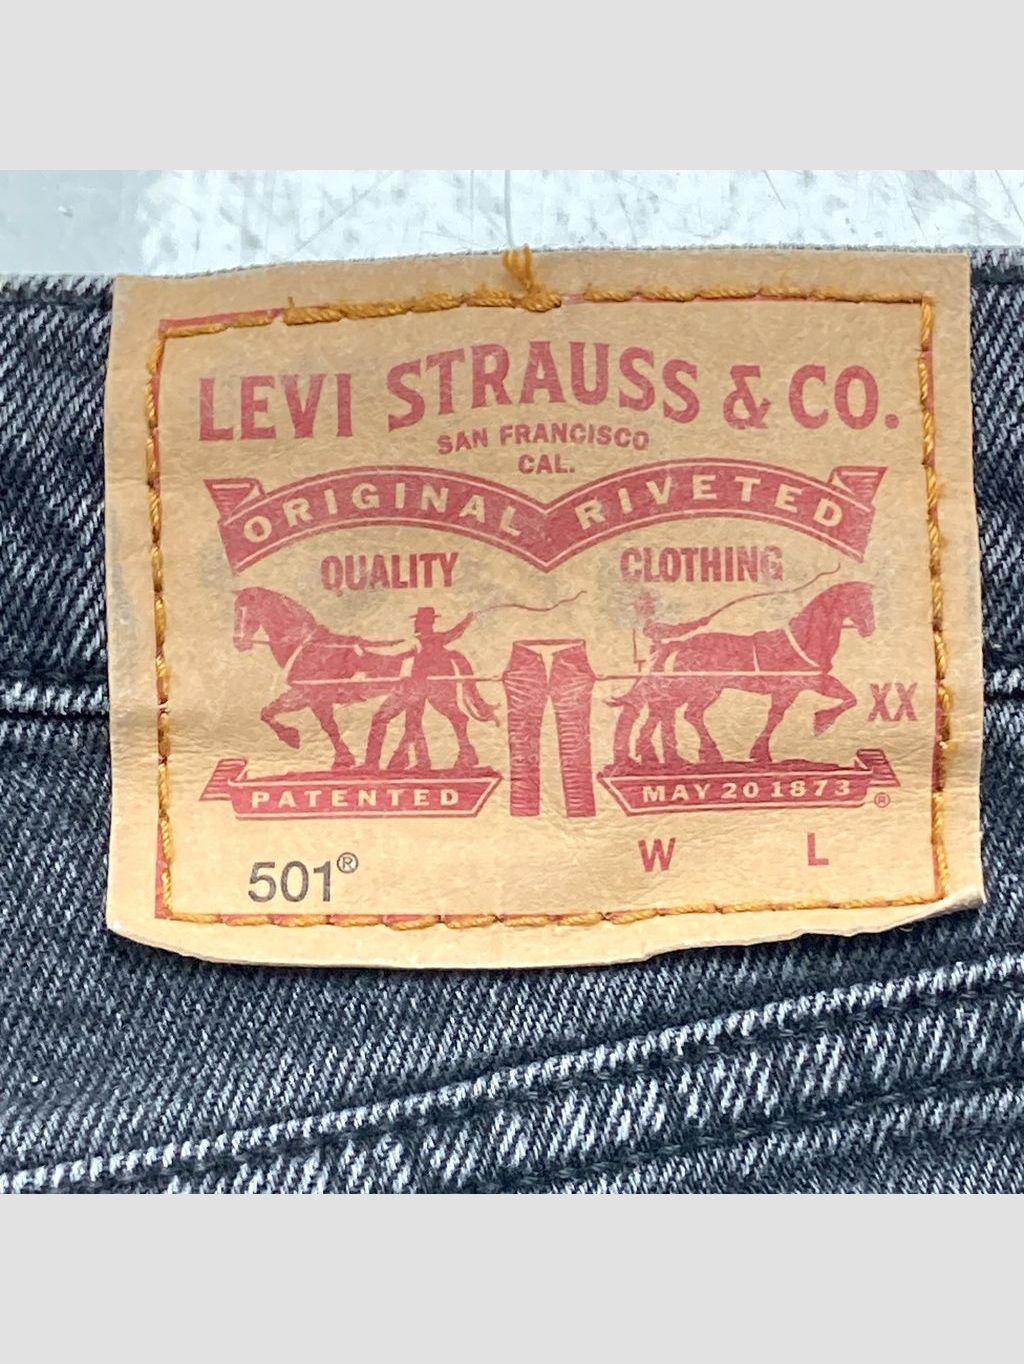 LEVI STRAUSS & CO.
SAN FRANCISCO
CAL.
ORIGINAL RIVETED
QUALITY CLOTHING
XX
PATENTED MAY 20 1873 ®
W L
501®